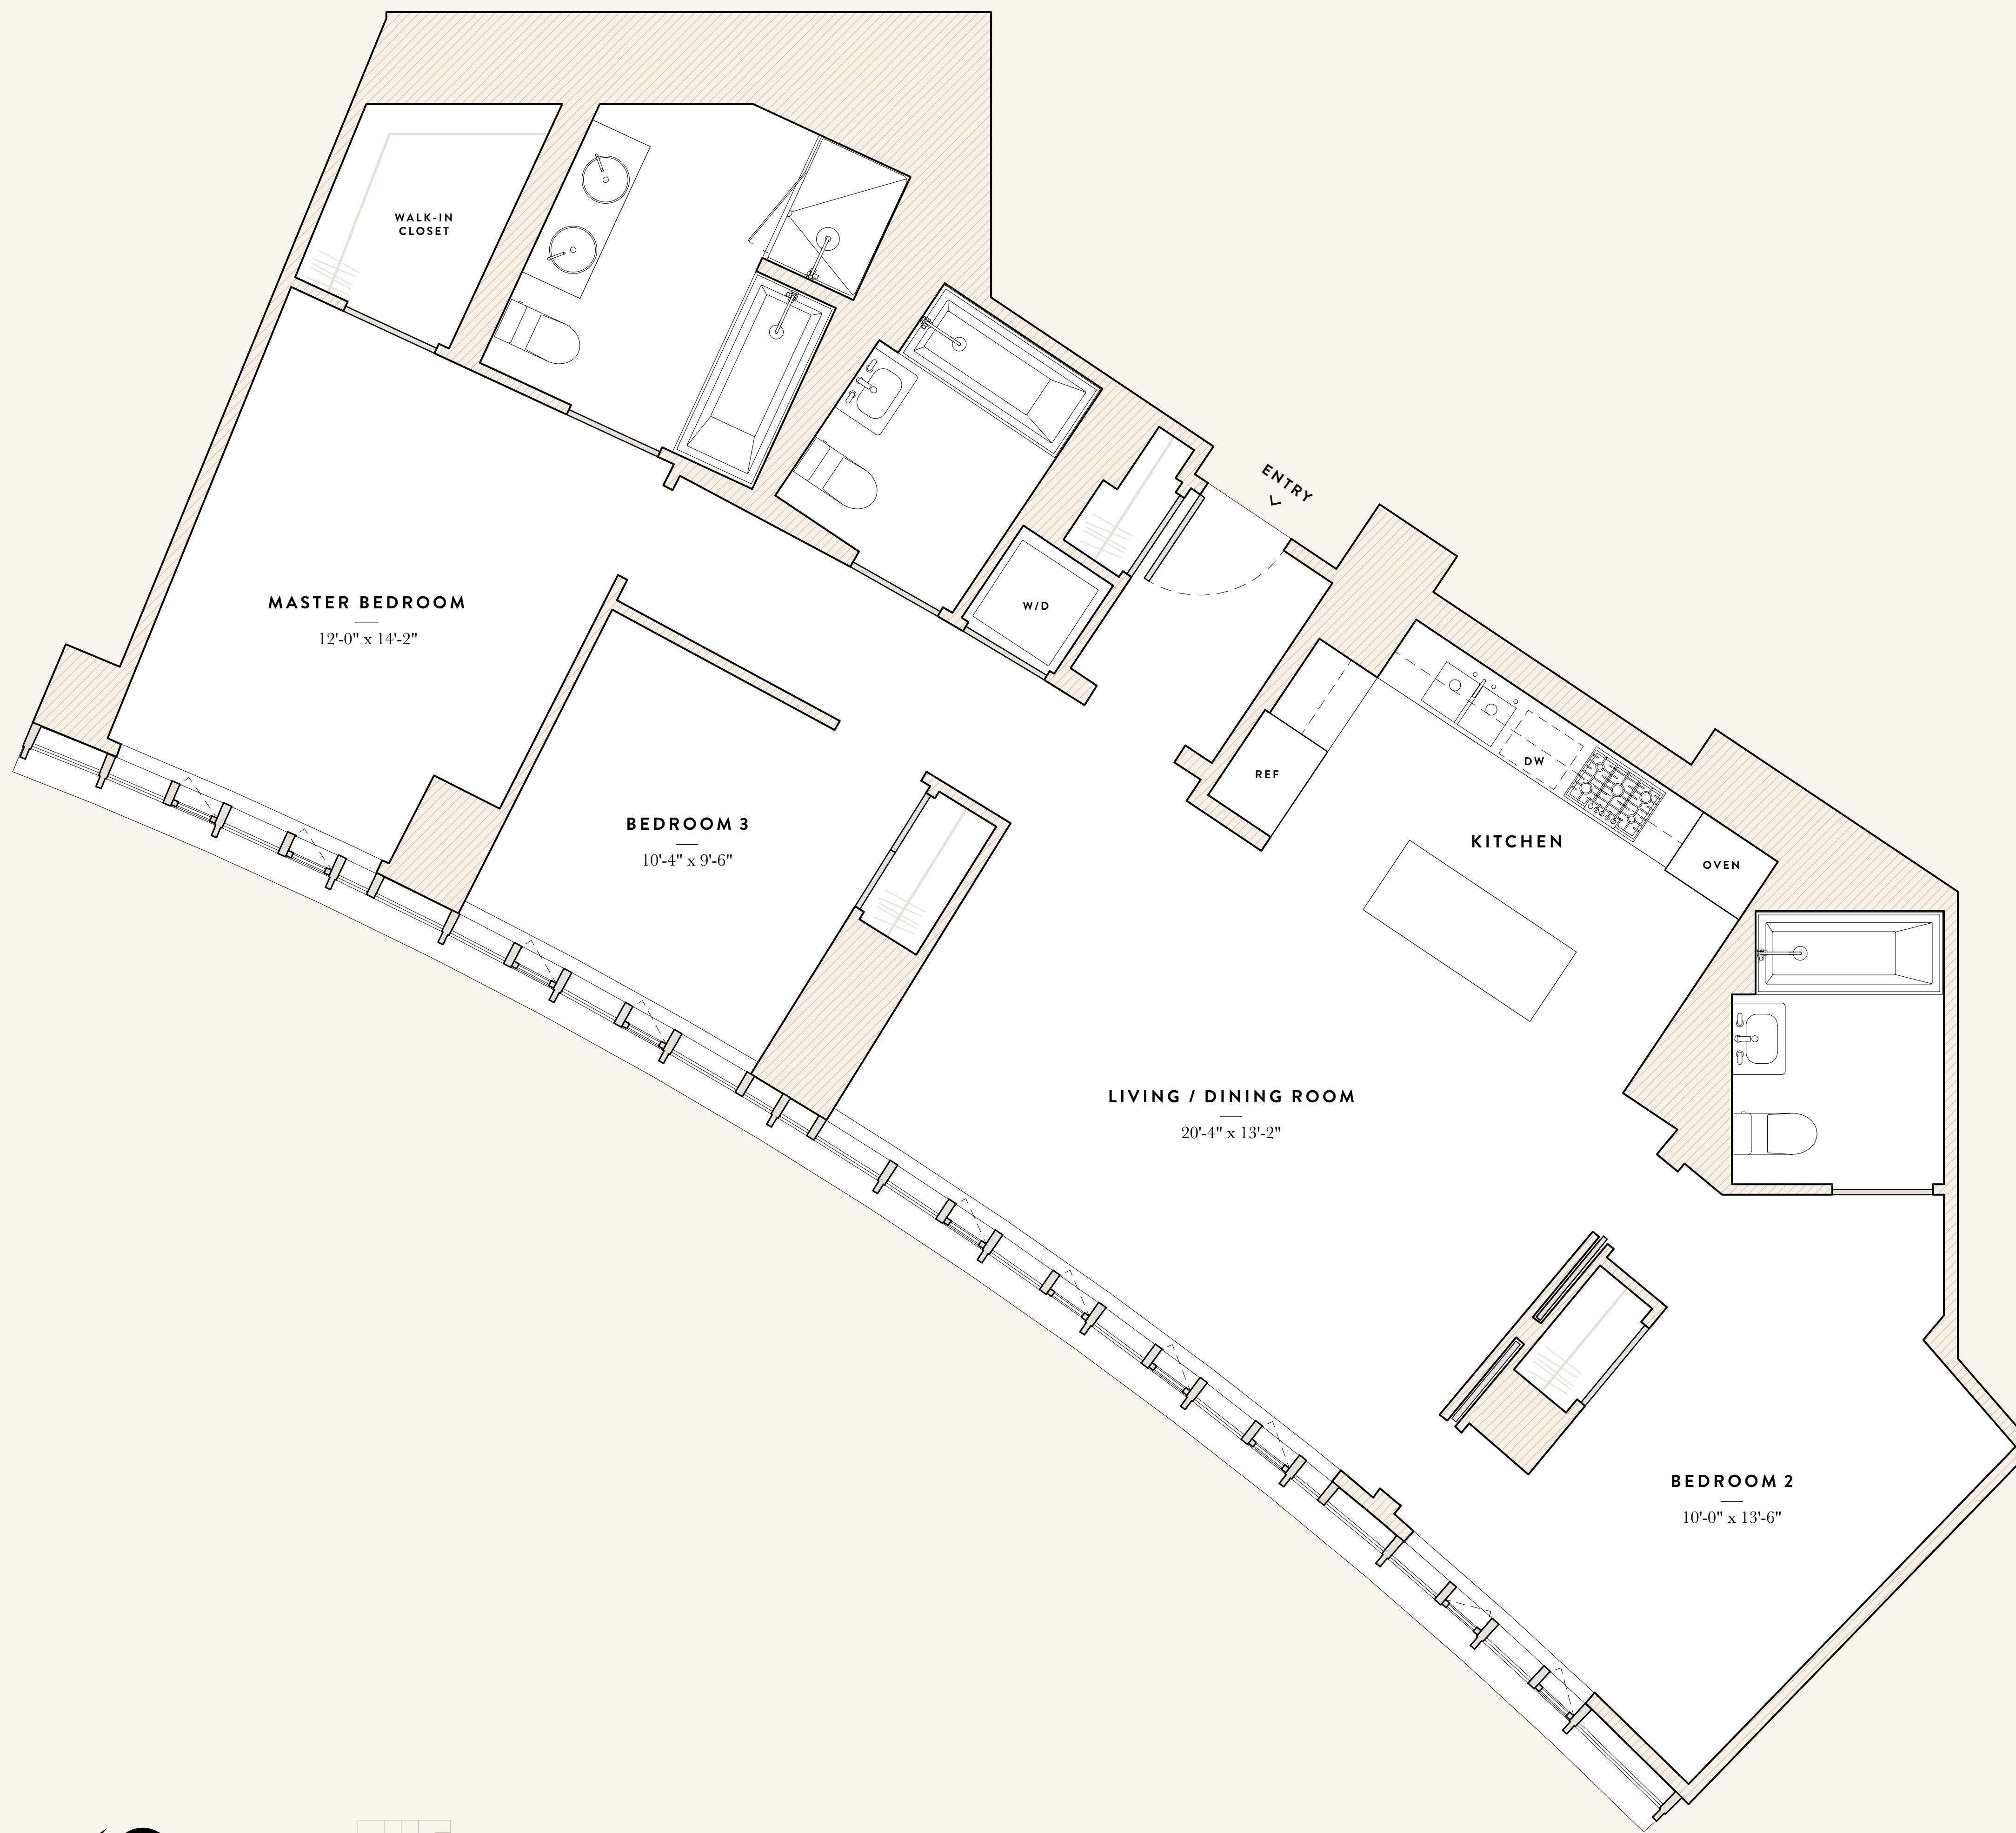 WALK-IN
CLOSET
ENTRY
MASTER BEDROOM
12'-0" x 14'-2"
W/D
REF
DW
KITCHEN
OVEN
BEDROOM 3
10'-4" x 9'-6"
LIVING / DINING ROOM
20'-4" x 13'-2"
BEDROOM 2
10'-0" x 13'-6"